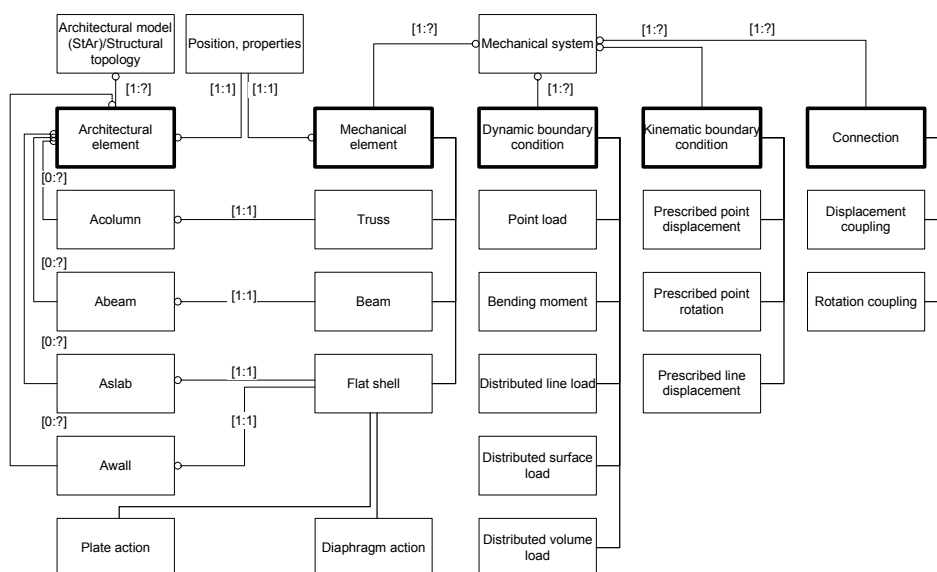 Architectural model
(StAr)/Structural
topology
Position, properties
Mechanical system
[1:?]
[1:?]
[1:?]
[1:?]
[1:1]
[1:1]
[1:?]
Architectural
element
Mechanical
element
Dynamic boundary
condition
Kinematic boundary
condition
Connection
[0:?]
Acolumn
[1:1]
Truss
Point load
Prescribed point
displacement
Displacement
coupling
[0:?]
Abeam
[1:1]
Beam
Bending moment
Prescribed point
rotation
Rotation coupling
[0:?]
Aslab
[1:1]
Flat shell
Distributed line load
Prescribed line
displacement
[0:?]
[1:1]
Awall
Distributed surface
load
Plate action
Diaphragm action
Distributed volume
load